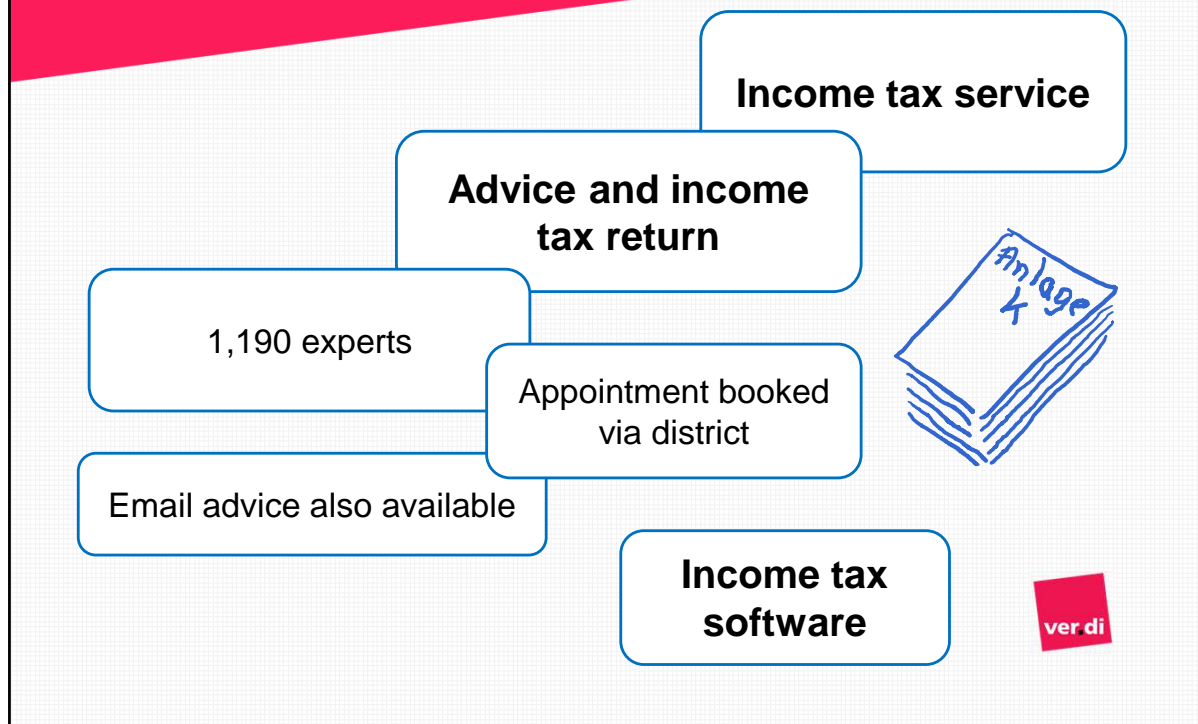 Income tax service
Advice and income
tax return
1,190 experts
Appointment booked
via district
Email advice also available
Anlage
K
Income tax
software
ver.di